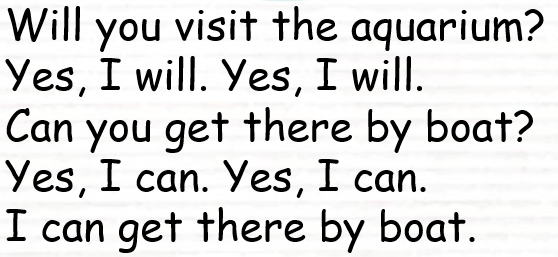 Will you visit the aquarium?
Yes, I will. Yes, I will.
Can you get there by boat?
Yes, I can. Yes, I can.
I can get there by boat.